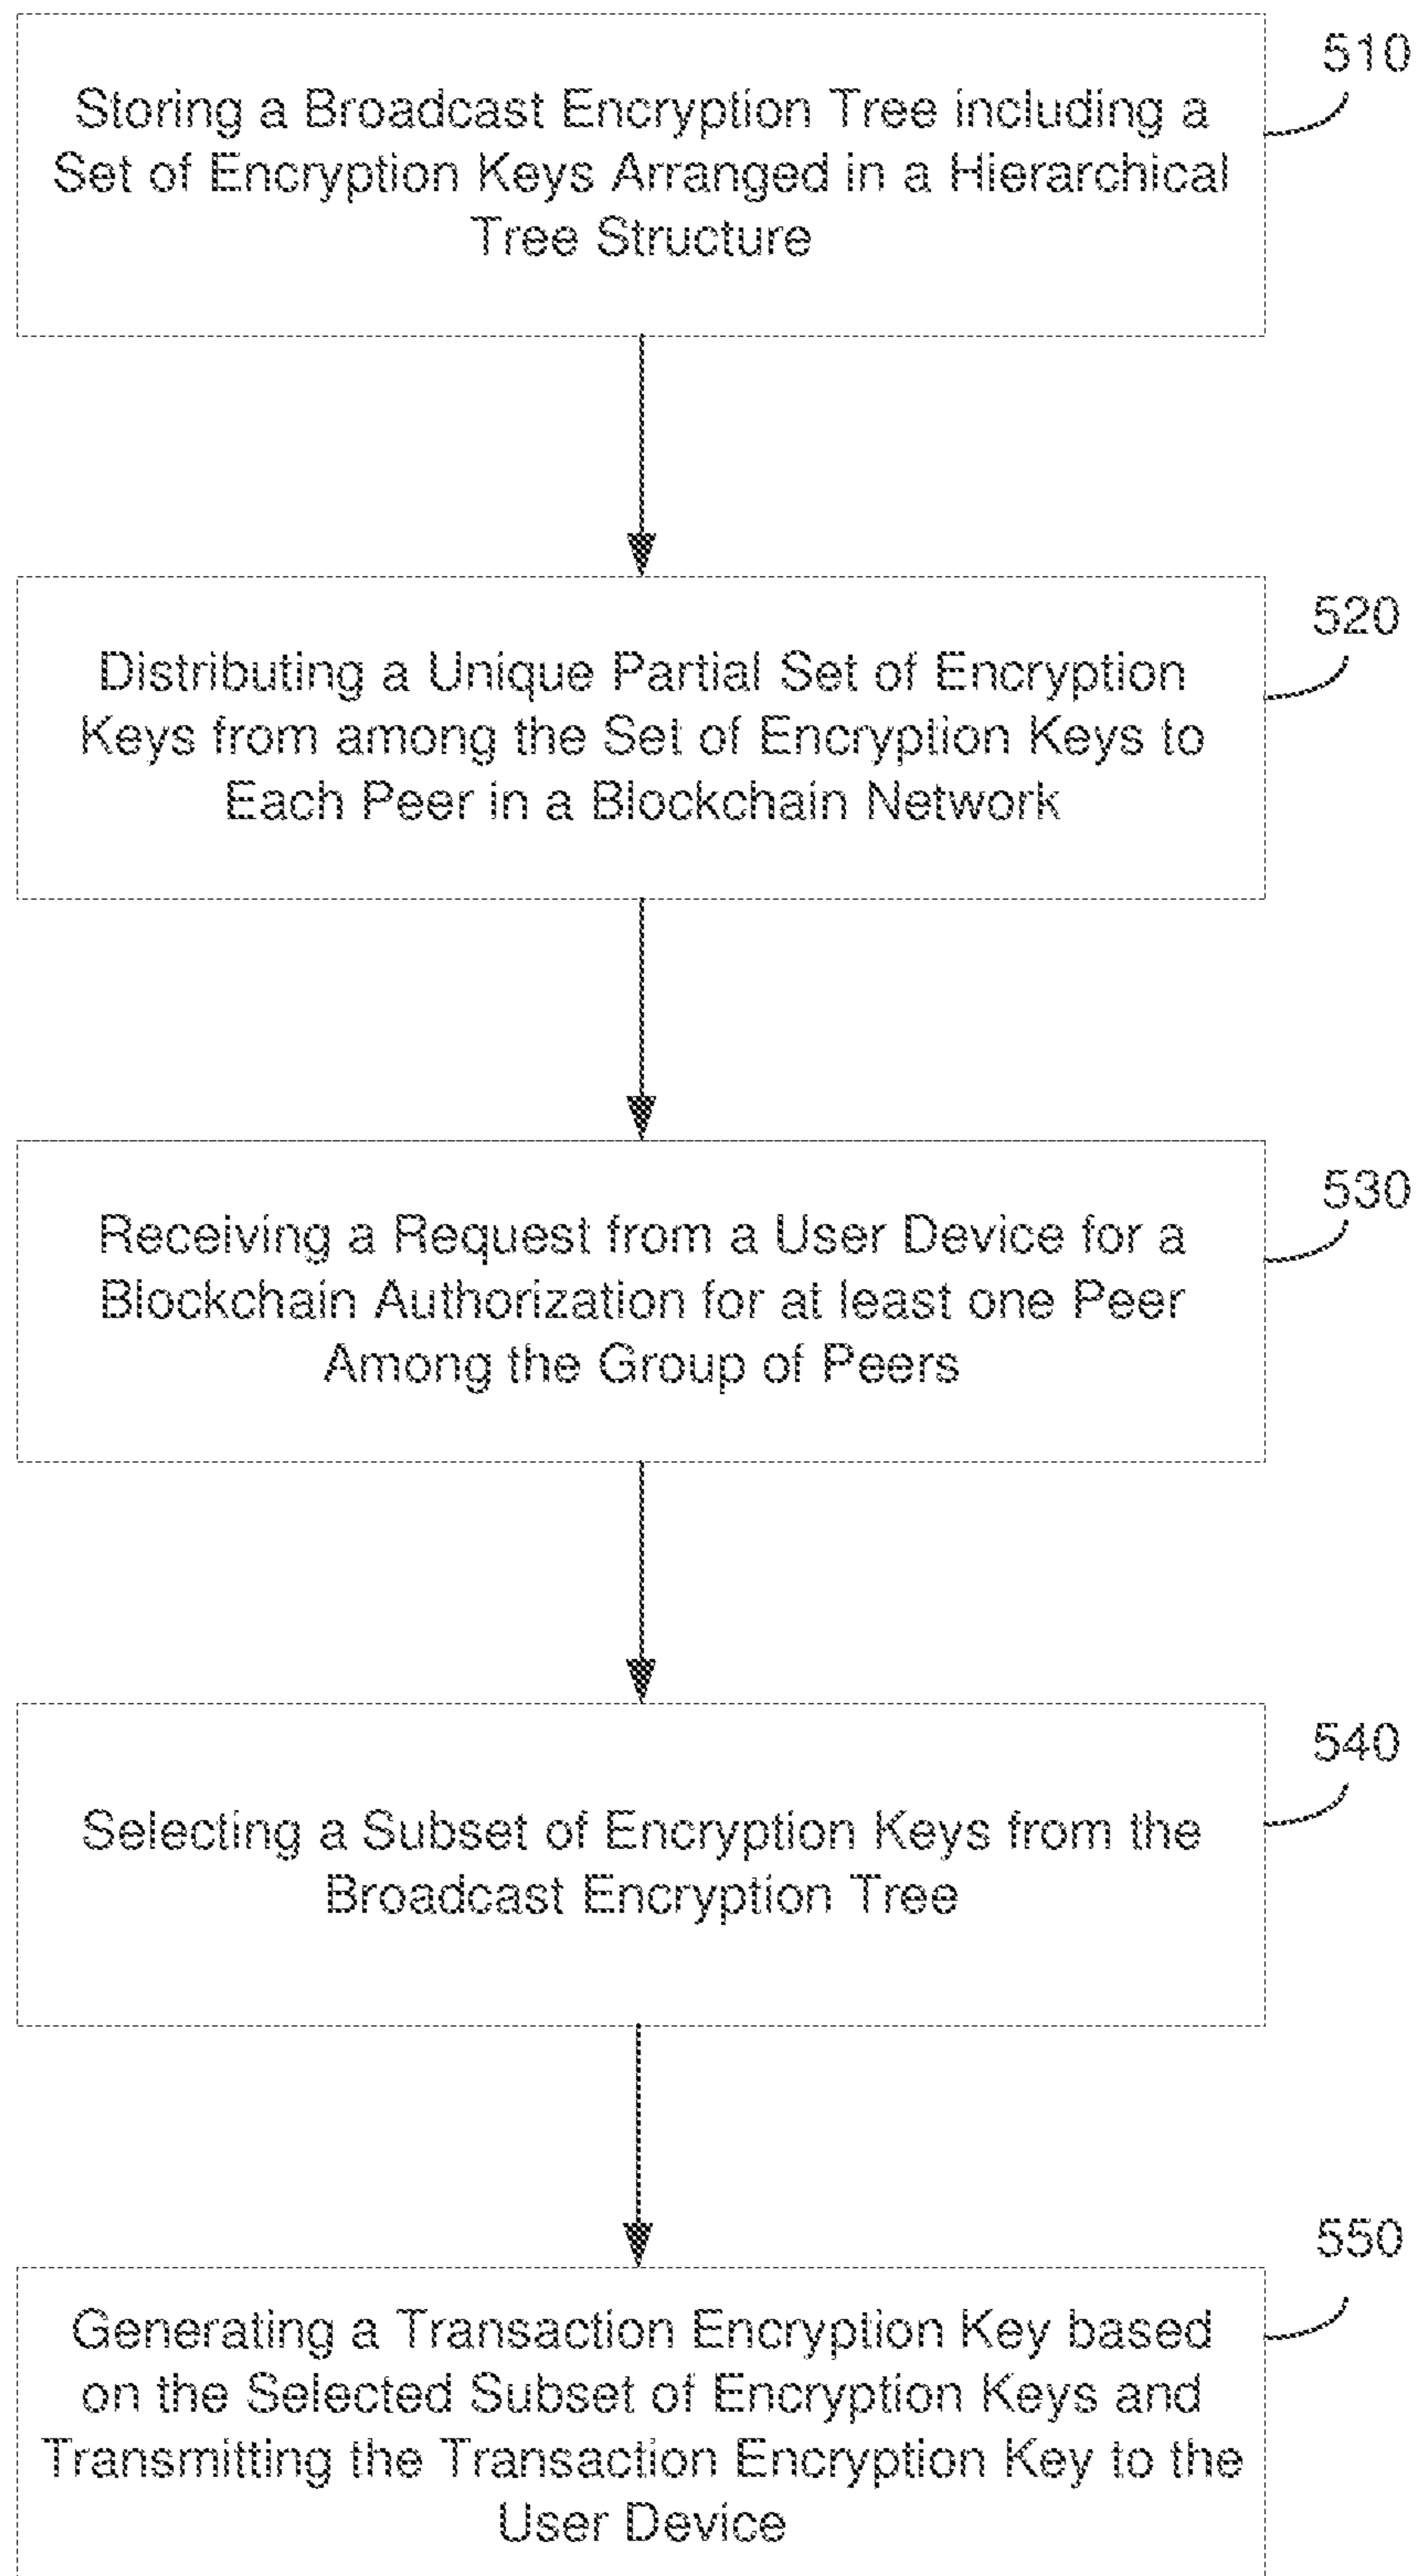 510
Storing a Broadcast Encryption Tree including a
Set of Encryption Keys Arranged in a Hierarchical
Tree Structure
520
Distributing a Unique Partial Set of Encryption
Keys from among the Set of Encryption Keys to
Each Peer in a Blockchain Network
530
Receiving a Request from a User Device for a
Blockchain Authorization for at least one Peer
Among the Group of Peers
540
Selecting a Subset of Encryption Keys from the
Broadcast Encryption Tree
550
Generating a Transaction Encryption Key based
on the Selected Subset of Encryption Keys and
Transmitting the Transaction Encryption Key to the
User Device